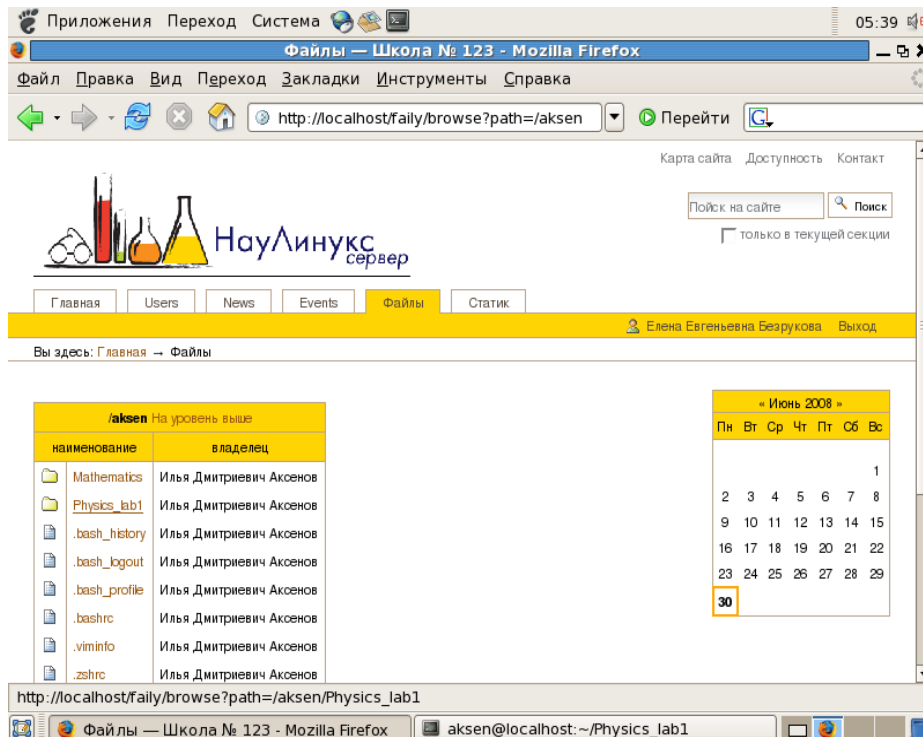 Приложения Переход Система 05:39
Файлы — Школа № 123 - Mozilla Firefox
Файл Правка Вид Переход Закладки Инструменты Справка
http://localhost/faily/browse?path=/aksen Перейти G
Карта сайта Доступность Контакт
Пойск на сайте Поиск
только в текущей секции
НауЛинукс
сервер
Главная Users News Events Файлы Статик
Елена Евгеньевна Безрукова Выход
Вы здесь: Главная → Файлы
/aksen На уровень выше
наименование владелец
Mathematics Илья Дмитриевич Аксенов
Physics_lab1 Илья Дмитриевич Аксенов
.bash_history Илья Дмитриевич Аксенов
.bash_logout Илья Дмитриевич Аксенов
.bash_profile Илья Дмитриевич Аксенов
.bashrc Илья Дмитриевич Аксенов
.viminfo Илья Дмитриевич Аксенов
.zshrc Илья Дмитриевич Аксенов
« Июнь 2008 »
Пн Вт Ср Чт Пт Сб Вс
1
2 3 4 5 6 7 8
9 10 11 12 13 14 15
16 17 18 19 20 21 22
23 24 25 26 27 28 29
30
http://localhost/faily/browse?path=/aksen/Physics_lab1
Файлы — Школа № 123 - Mozilla Firefox aksen@localhost:~/Physics_lab1